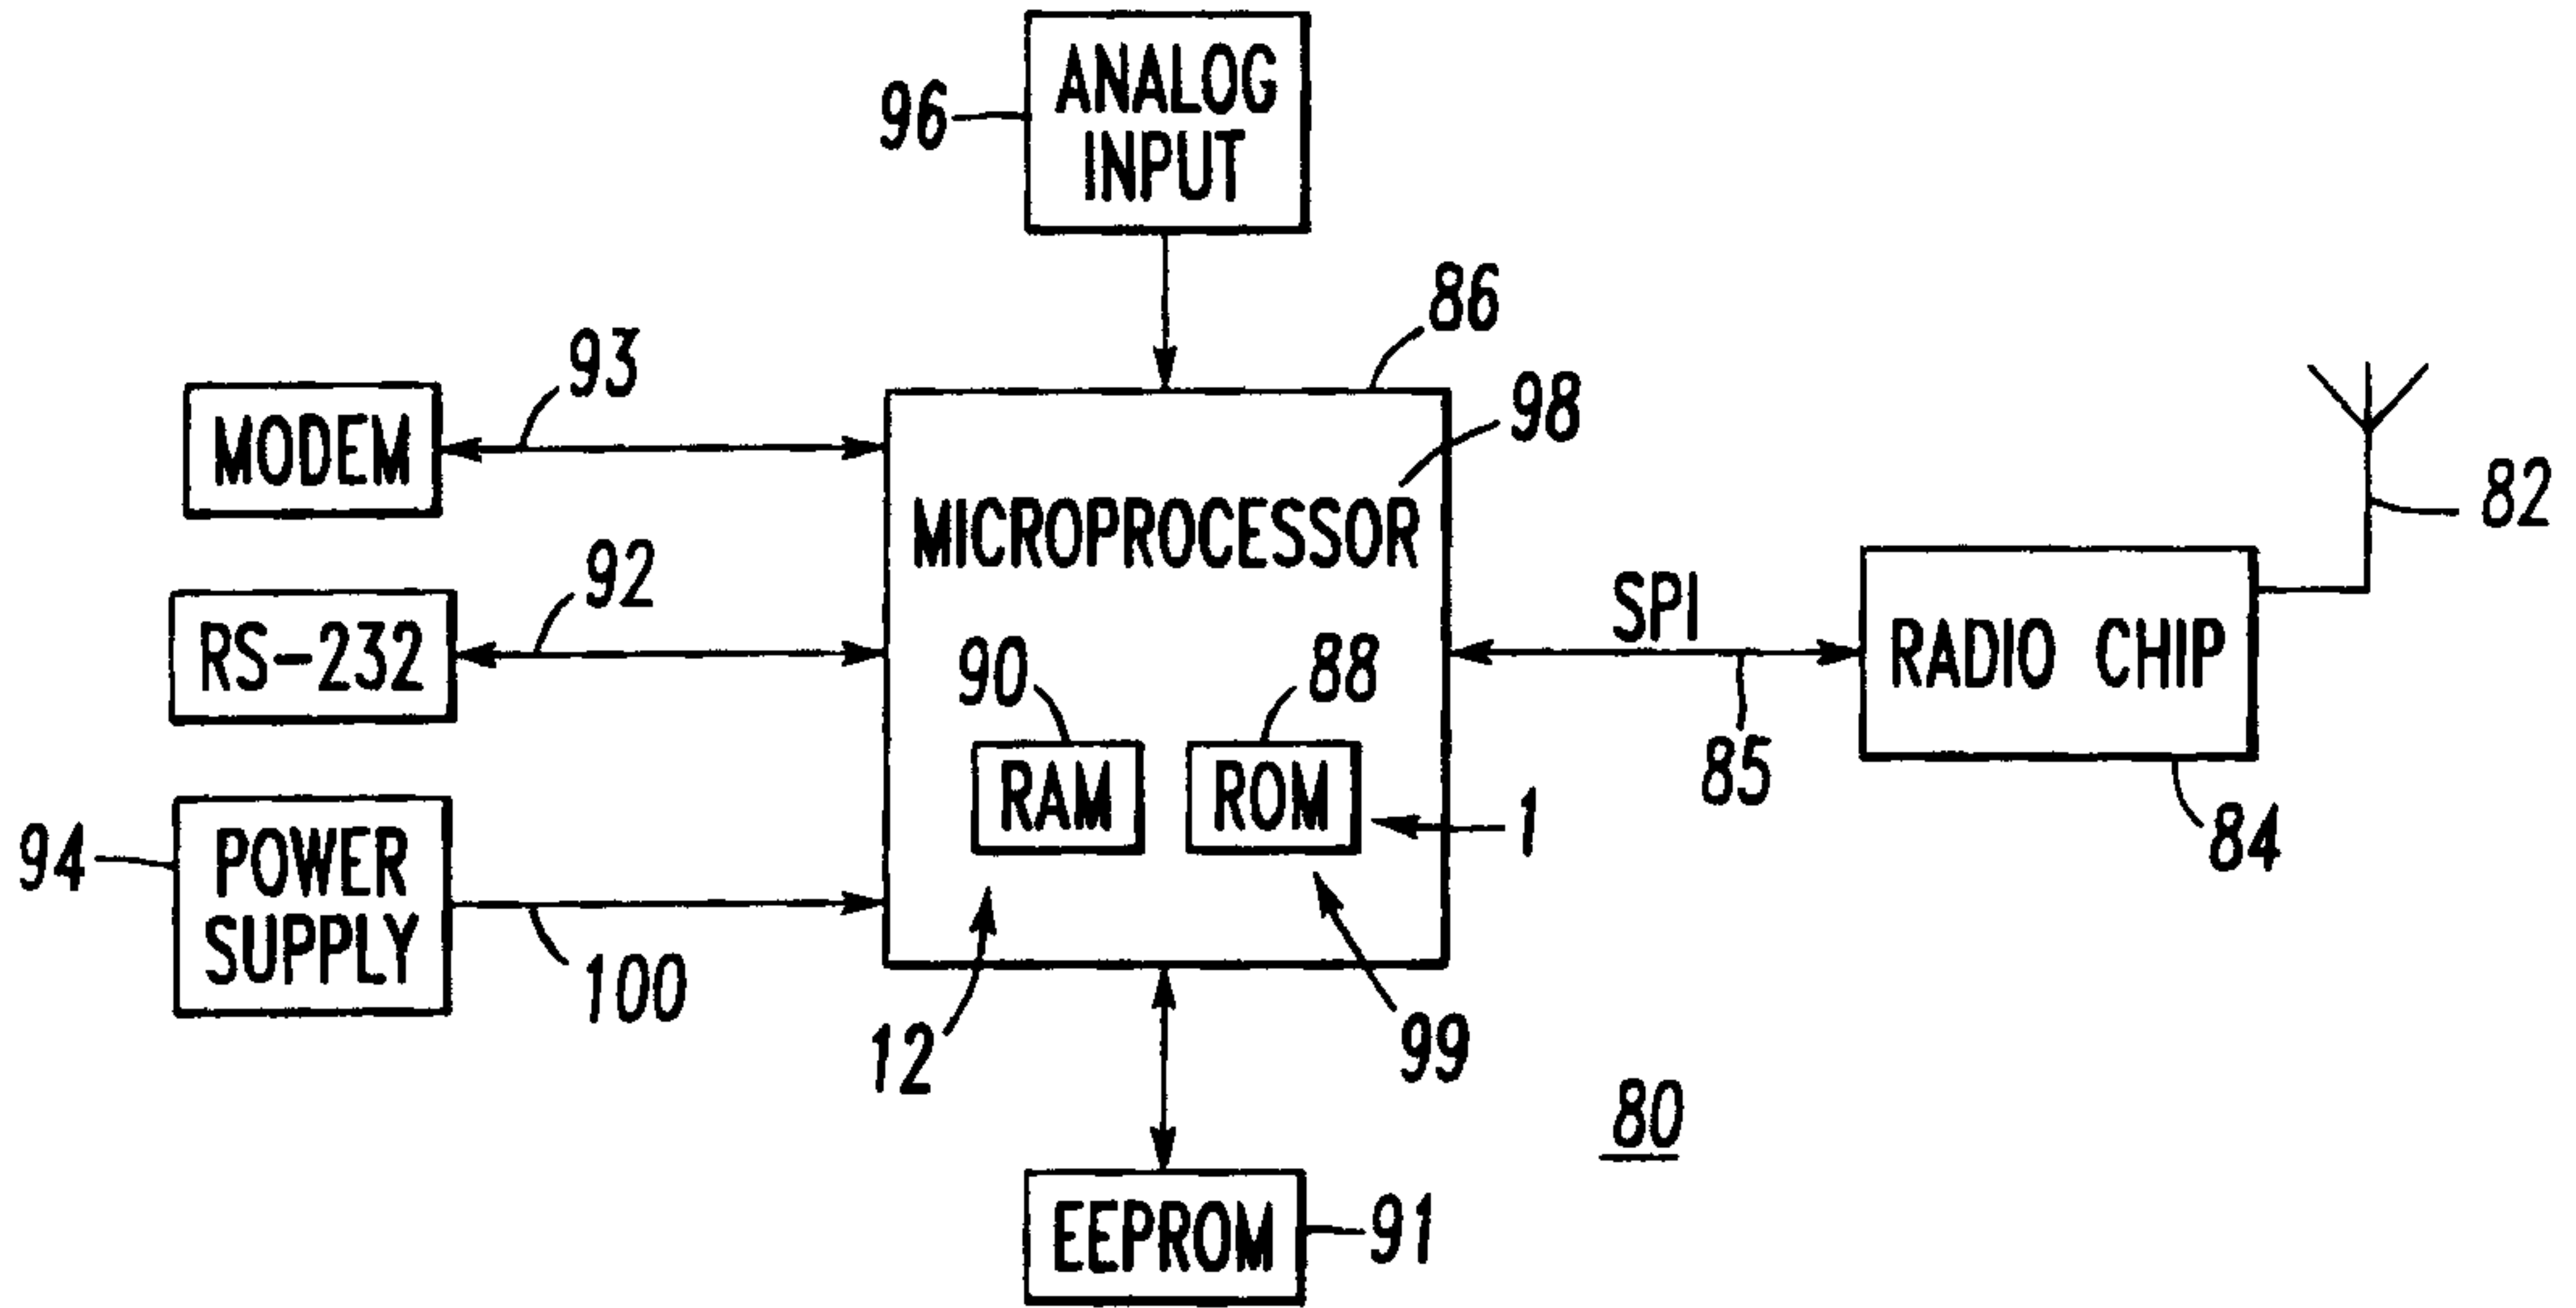 ANALOG
INPUT
96
86
98
93
MODEM
MICROPROCESSOR
82
92
RS-232
SPI
85
RADIO CHIP
84
90
RAM
88
ROM
1
94
POWER
SUPPLY
100
12
99
80
EEPROM
91